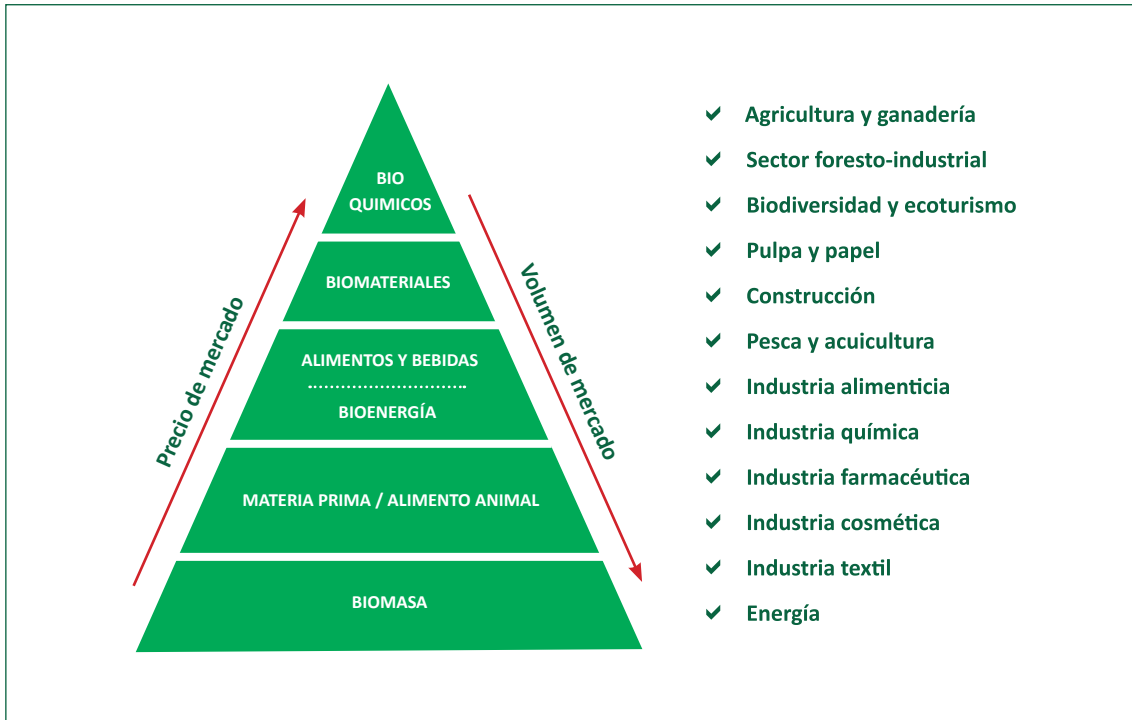 BIO
QUIMICOS
BIOMATERIALES
ALIMENTOS Y BEBIDAS
BIOENERGÍA
MATERIA PRIMA / ALIMENTO ANIMAL
BIOMASA
Precio de mercado
Volumen de mercado
Agricultura y ganadería
Sector foresto-industrial
Biodiversidad y ecoturismo
Pulpa y papel
Construcción
Pesca y acuicultura
Industria alimenticia
Industria química
Industria farmacéutica
Industria cosmética
Industria textil
Energía